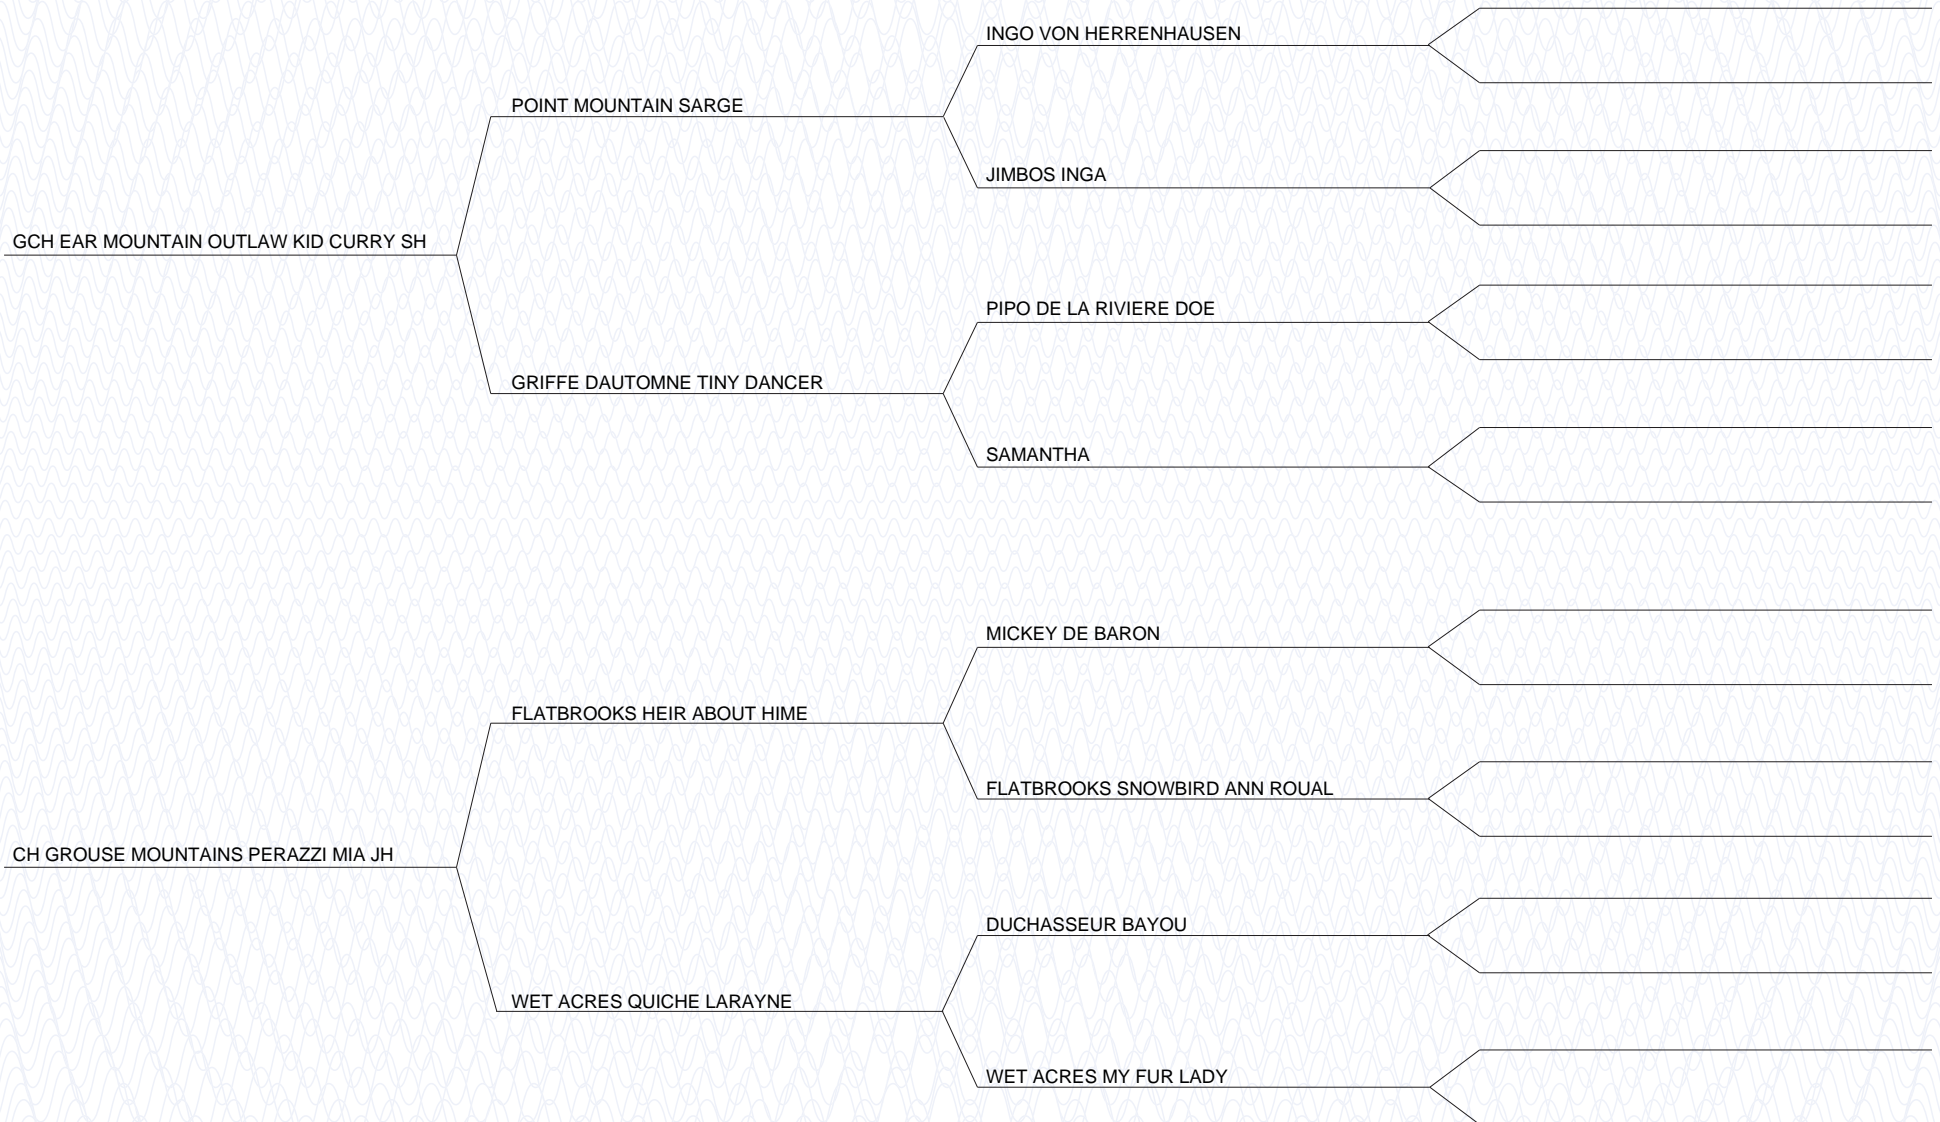 INGO VON HERRENHAUSEN
POINT MOUNTAIN SARGE
JIMBOS INGA
GCH EAR MOUNTAIN OUTLAW KID CURRY SH
PIPO DE LA RIVIERE DOE
GRIFFE DAUTOMNE TINY DANCER
SAMANTHA
MICKEY DE BARON
FLATBROOKS HEIR ABOUT HIME
FLATBROOKS SNOWBIRD ANN ROUAL
CH GROUSE MOUNTAINS PERAZZI MIA JH
DUCHASSEUR BAYOU
WET ACRES QUICHE LARAYNE
WET ACRES MY FUR LADY